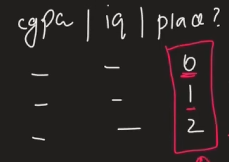 cgpa | iq | place?
— — 0
— — 1
— — 2